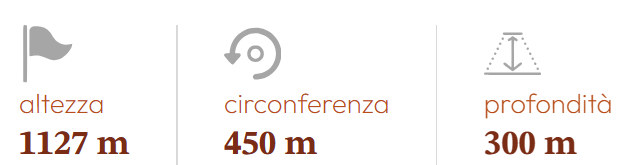 altezza
1127 m
circonferenza
450 m
profondità
300 m